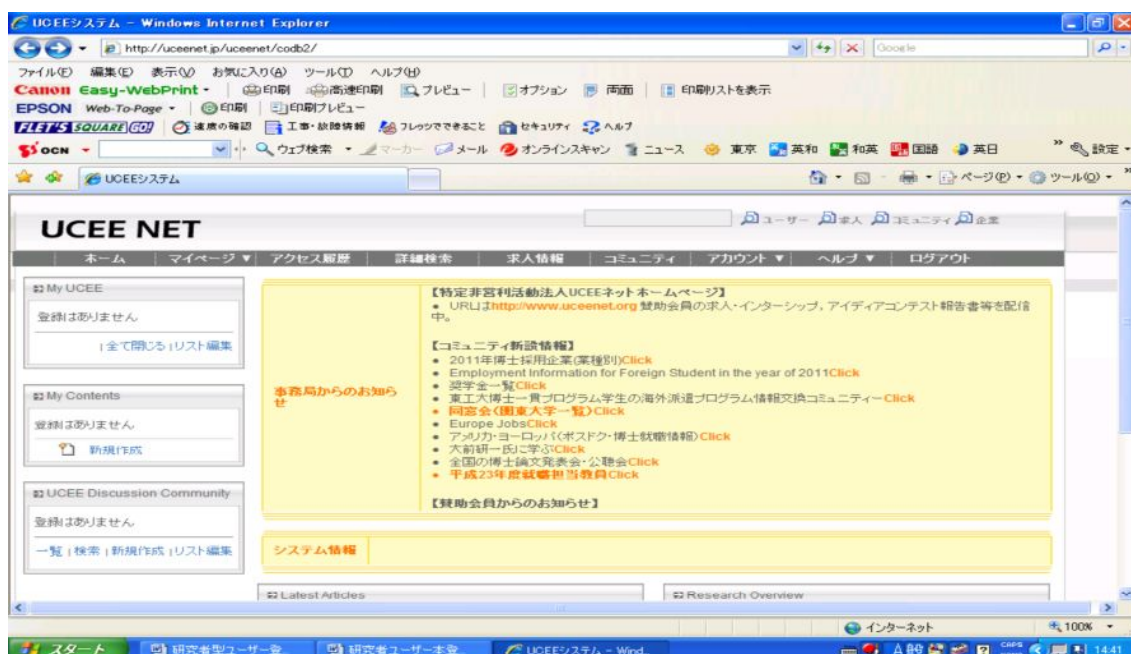 UCEEシステム - Windows Internet Explorer
http://uceenet.jp/uceenet/codb2/
Google
ファイル(F) 編集(E) 表示(V) お気に入り(A) ツール(T) ヘルプ(H)
Canon Easy-WebPrint 印刷 高速印刷 プレビュー オプション 両面 印刷リストを表示
EPSON Web-To-Page 印刷 印刷プレビュー
FLET'S SQUARE GO! 速度の確認 工事・故障情報 フレッツでできること セキュリティ ヘルプ
OCN ウェブ検索 マーカー メール オンラインスキャン ニュース 東京 英和 和英 国語 英日 » 設定
UCEEシステム ページ(P) ツール(O) »
UCEE NET ユーザー 求人 コミュニティ 企業
ホーム マイページ ▼ アクセス履歴 詳細検索 求人情報 コミュニティ アカウント ▼ ヘルプ ▼ ログアウト
My UCEE
登録はありません
| 全て閉じる | リスト編集
My Contents
登録はありません
新規作成
UCEE Discussion Community
登録はありません
一覧 | 検索 | 新規作成 | リスト編集
事務局からのお知らせ
【特定非営利活動法人UCEEネットホームページ】
• URLはhttp://www.uceenet.org 賛助会員の求人・インターンシップ, アイディアコンテスト報告書等を配信中。
【コミュニティ新設情報】
• 2011年博士採用企業(業種別)Click
• Employment Information for Foreign Student in the year of 2011Click
• 奨学金一覧Click
• 東工大博士一貫プログラム学生の海外派遣プログラム情報交換コミュニティーClick
• 同窓会(関東大学一覧)Click
• Europe JobsClick
• アメリカ・ヨーロッパ(ポスドク・博士就職情報)Click
• 大前研一氏に学ぶClick
• 全国の博士論文発表会・公聴会Click
• 平成23年度就職担当教員Click
【賛助会員からのお知らせ】
システム情報
Latest Articles
Research Overview
インターネット 100%
スタート 研究者型ユーザー登... 研究者ユーザー本登... UCEEシステム - Wind... A般 CAPS 14:41